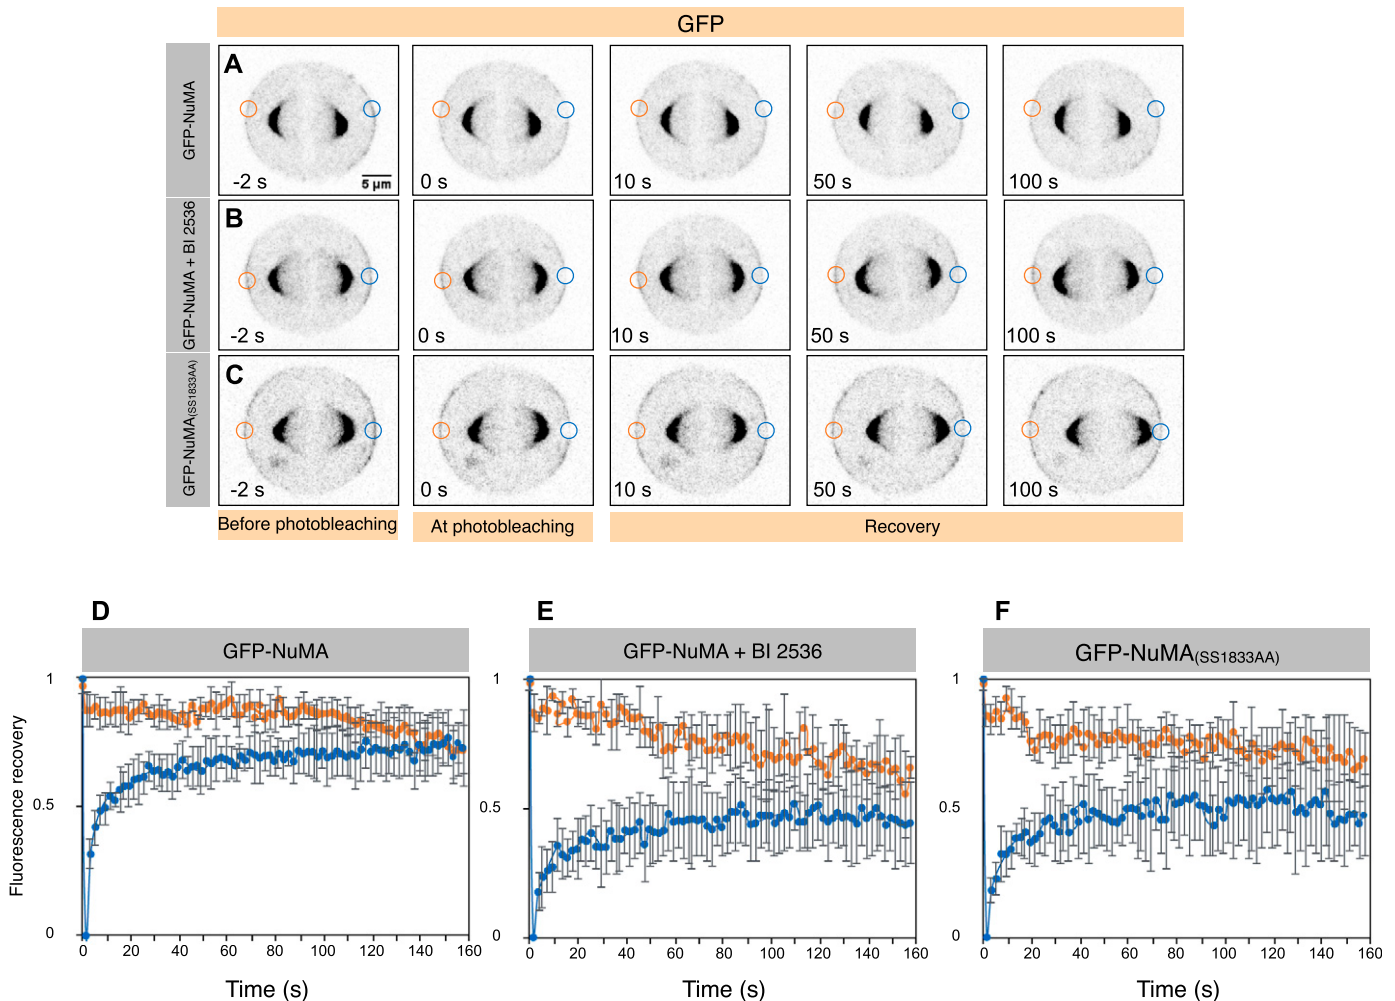 GFP
GFP-NuMA
A
-2 s
5 µm
0 s
10 s
50 s
100 s
GFP-NuMA + BI 2536
B
-2 s
0 s
10 s
50 s
100 s
GFP-NuMA(SS1833AA)
C
-2 s
0 s
10 s
50 s
100 s
Before photobleaching
At photobleaching
Recovery
D
GFP-NuMA
Fluorescence recovery
1
0.5
0
0 20 40 60 80 100 120 140 160
Time (s)
E
GFP-NuMA + BI 2536
1
0.5
0
0 20 40 60 80 100 120 140 160
Time (s)
F
GFP-NuMA(SS1833AA)
1
0.5
0
0 20 40 60 80 100 120 140 160
Time (s)